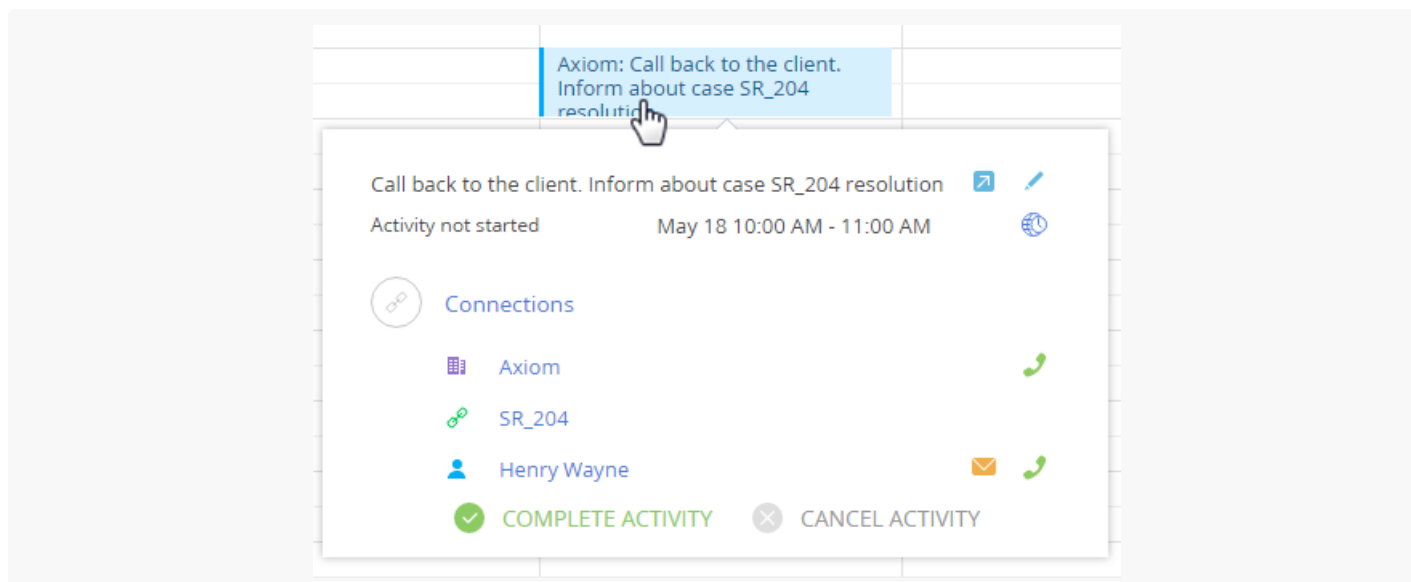 Axiom: Call back to the client.
Inform about case SR_204
resolution
Call back to the client. Inform about case SR_204 resolution
Activity not started May 18 10:00 AM - 11:00 AM
Connections
Axiom
SR_204
Henry Wayne
COMPLETE ACTIVITY CANCEL ACTIVITY